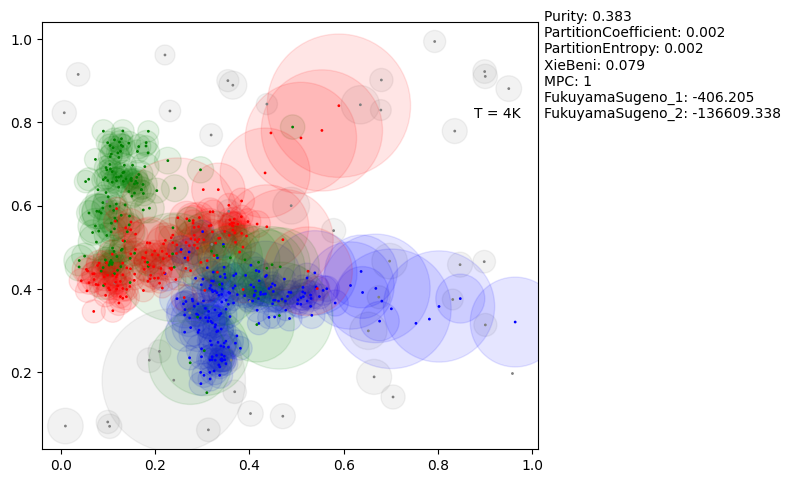 Purity: 0.383
PartitionCoefficient: 0.002
PartitionEntropy: 0.002
XieBeni: 0.079
MPC: 1
FukuyamaSugeno_1: -406.205
FukuyamaSugeno_2: -136609.338
T = 4K
1.0
0.8
0.6
0.4
0.2
0.0 0.2 0.4 0.6 0.8 1.0